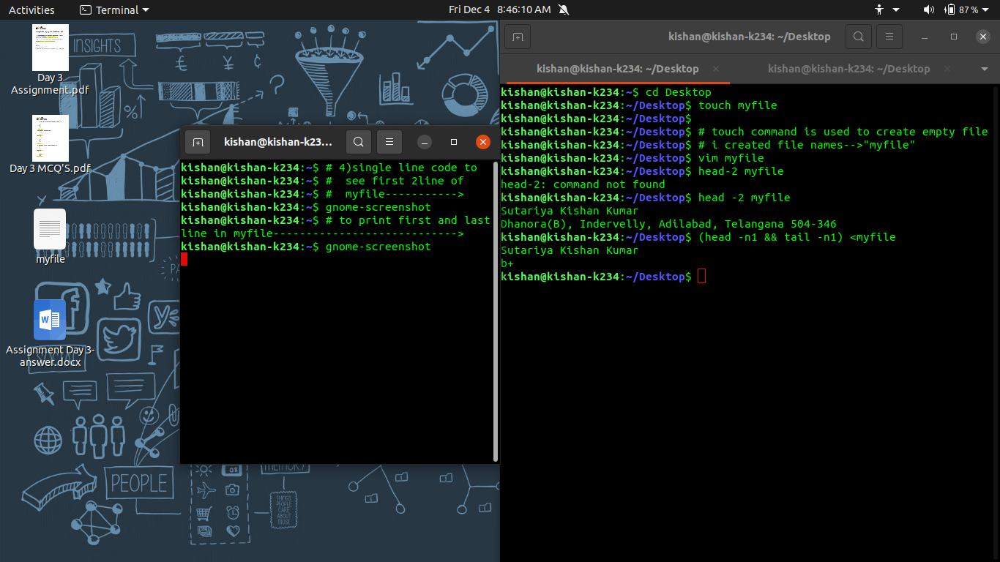 Activities
Terminal
Fri Dec 4 8:46:10 AM
87 %
Day 3
Assignment.pdf
Day 3 MCQ'S.pdf
myfile
Assignment Day 3-
answer.docx
INSIGHTS
SOCIAL
PEOPLE
MEMORY
THINGS
PEOPLE
CARE
ABOUT
MOST
kishan@kishan-k23...
kishan@kishan-k234:~$ # 4)single line code to
kishan@kishan-k234:~$ #  see first 2line of
kishan@kishan-k234:~$ #  myfile----------->
kishan@kishan-k234:~$ gnome-screenshot
kishan@kishan-k234:~$ # to print first and last
line in myfile---------------------------->
kishan@kishan-k234:~$ gnome-screenshot
kishan@kishan-k234: ~/Desktop
kishan@kishan-k234: ~/Desktop
kishan@kishan-k234: ~/Desktop
kishan@kishan-k234:~$ cd Desktop
kishan@kishan-k234:~/Desktop$ touch myfile
kishan@kishan-k234:~/Desktop$
kishan@kishan-k234:~/Desktop$ # touch command is used to create empty file
kishan@kishan-k234:~/Desktop$ # i created file names-->"myfile"
kishan@kishan-k234:~/Desktop$ vim myfile
kishan@kishan-k234:~/Desktop$ head-2 myfile
head-2: command not found
kishan@kishan-k234:~/Desktop$ head -2 myfile
Sutariya Kishan Kumar
Dhanora(B), Indervelly, Adilabad, Telangana 504-346
kishan@kishan-k234:~/Desktop$ (head -n1 && tail -n1) <myfile
Sutariya Kishan Kumar
b+
kishan@kishan-k234:~/Desktop$